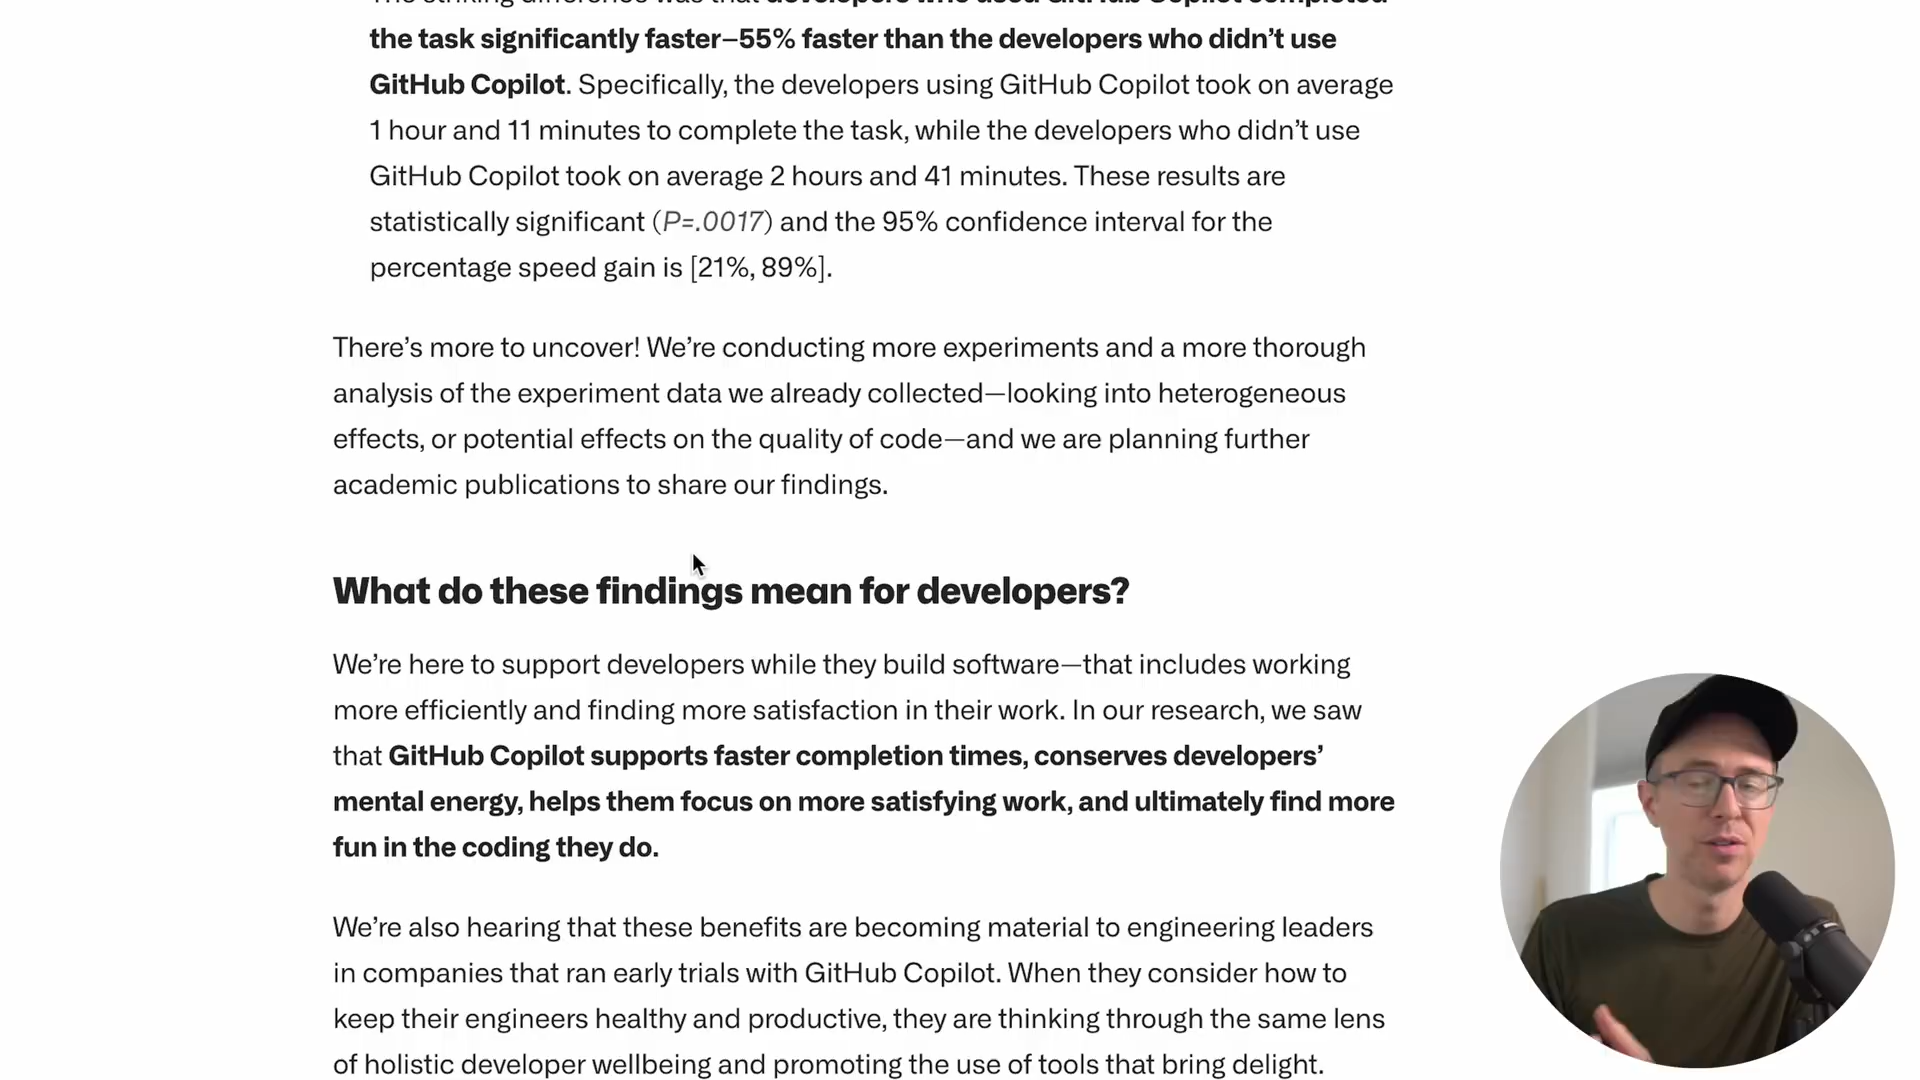 The striking difference was that developers who used GitHub Copilot completed
the task significantly faster–55% faster than the developers who didn’t use
GitHub Copilot. Specifically, the developers using GitHub Copilot took on average
1 hour and 11 minutes to complete the task, while the developers who didn’t use
GitHub Copilot took on average 2 hours and 41 minutes. These results are
statistically significant (P=.0017) and the 95% confidence interval for the
percentage speed gain is [21%, 89%].
There’s more to uncover! We’re conducting more experiments and a more thorough
analysis of the experiment data we already collected—looking into heterogeneous
effects, or potential effects on the quality of code—and we are planning further
academic publications to share our findings.
What do these findings mean for developers?
We’re here to support developers while they build software—that includes working
more efficiently and finding more satisfaction in their work. In our research, we saw
that GitHub Copilot supports faster completion times, conserves developers’
mental energy, helps them focus on more satisfying work, and ultimately find more
fun in the coding they do.
We’re also hearing that these benefits are becoming material to engineering leaders
in companies that ran early trials with GitHub Copilot. When they consider how to
keep their engineers healthy and productive, they are thinking through the same lens
of holistic developer wellbeing and promoting the use of tools that bring delight.